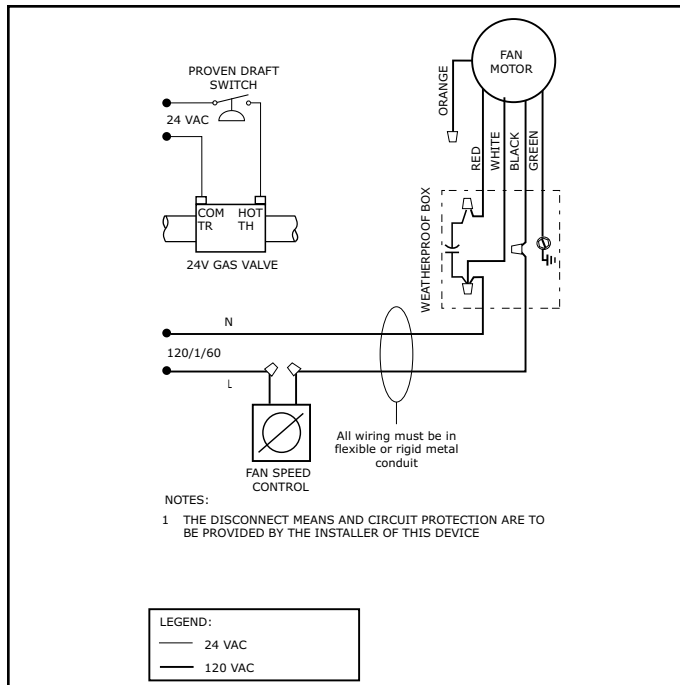 PROVEN DRAFT
SWITCH
24 VAC
COM
TR
HOT
TH
24V GAS VALVE
FAN
MOTOR
ORANGE
RED
WHITE
BLACK
GREEN
WEATHERPROOF BOX
N
120/1/60
L
FAN SPEED
CONTROL
All wiring must be in
flexible or rigid metal
conduit
NOTES:
1 THE DISCONNECT MEANS AND CIRCUIT PROTECTION ARE TO
BE PROVIDED BY THE INSTALLER OF THIS DEVICE
LEGEND:
24 VAC
120 VAC